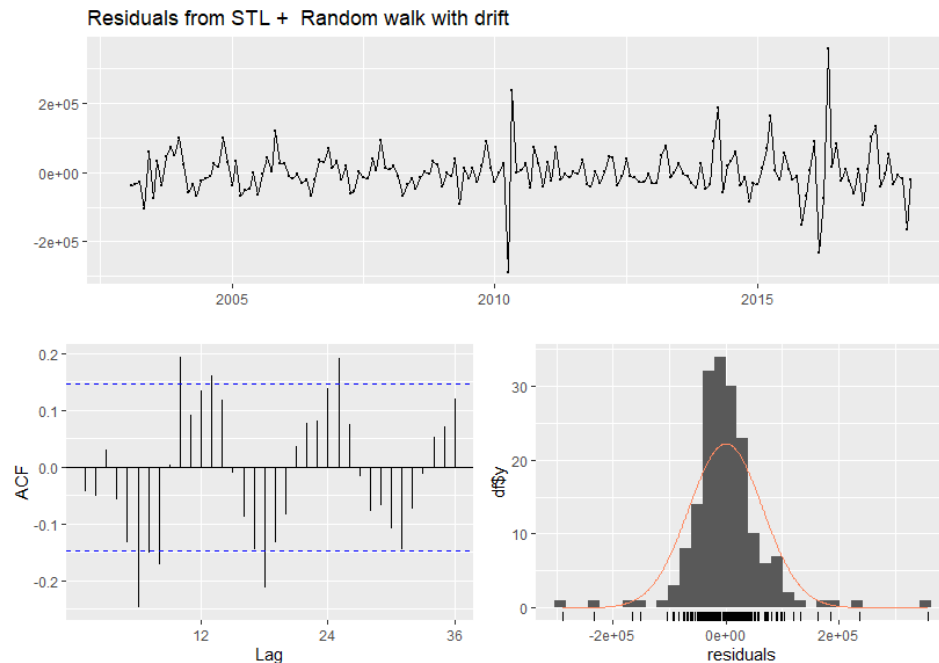 Residuals from STL +  Random walk with drift
2e+05
0e+00
-2e+05
2005
2010
2015
ACF
0.2
0.1
0.0
-0.1
-0.2
12
24
36
Lag
df$y
30
20
10
0
-2e+05
0e+00
2e+05
residuals